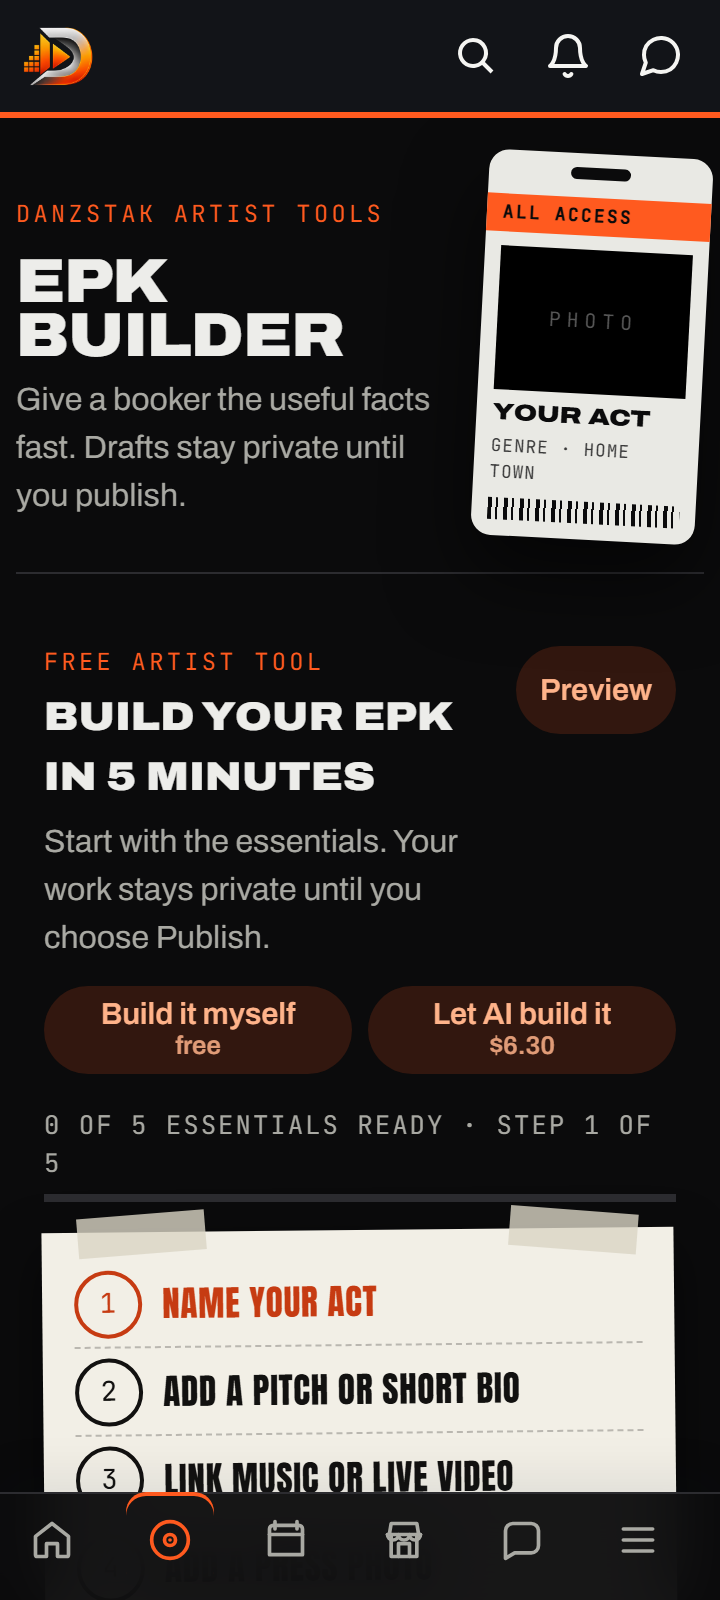 DANZSTAK ARTIST TOOLS
EPK
BUILDER
Give a booker the useful facts
fast. Drafts stay private until
you publish.
ALL ACCESS
PHOTO
YOUR ACT
GENRE · HOME
TOWN
FREE ARTIST TOOL
BUILD YOUR EPK
IN 5 MINUTES
Preview
Start with the essentials. Your
work stays private until you
choose Publish.
Build it myself
free
Let AI build it
$6.30
0 OF 5 ESSENTIALS READY · STEP 1 OF
5
1 NAME YOUR ACT
2 ADD A PITCH OR SHORT BIO
3 LINK MUSIC OR LIVE VIDEO
ADD A PRESS PHOTO